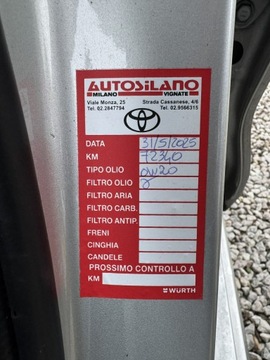 AUTOSILANO
MILANO VIGNATE
Viale Monza, 25 Strada Cassanese, 4/6
Tel. 02.2847794 Tel. 02.9566315
DATA 31/5/2025
KM 72340
TIPO OLIO 0W20
FILTRO OLIO
FILTRO ARIA
FILTRO CARB.
FILTRO ANTIP.
FRENI
CINGHIA
CANDELE
PROSSIMO CONTROLLO A
KM
WÜRTH